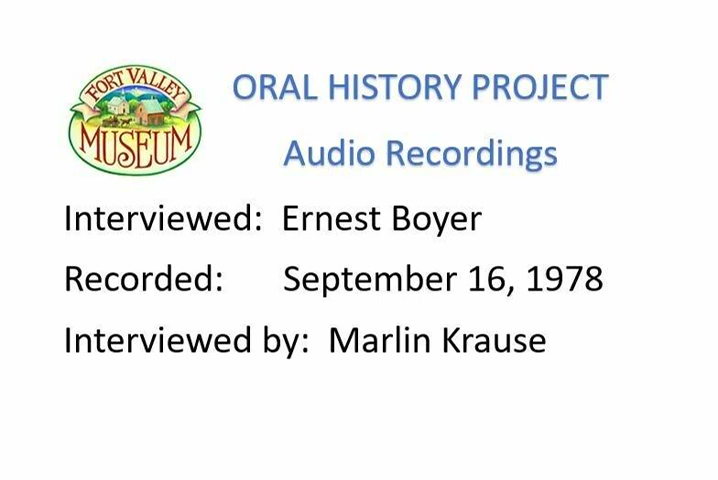 FORT VALLEY
MUSEUM
ORAL HISTORY PROJECT
Audio Recordings
Interviewed: Ernest Boyer
Recorded: September 16, 1978
Interviewed by: Marlin Krause